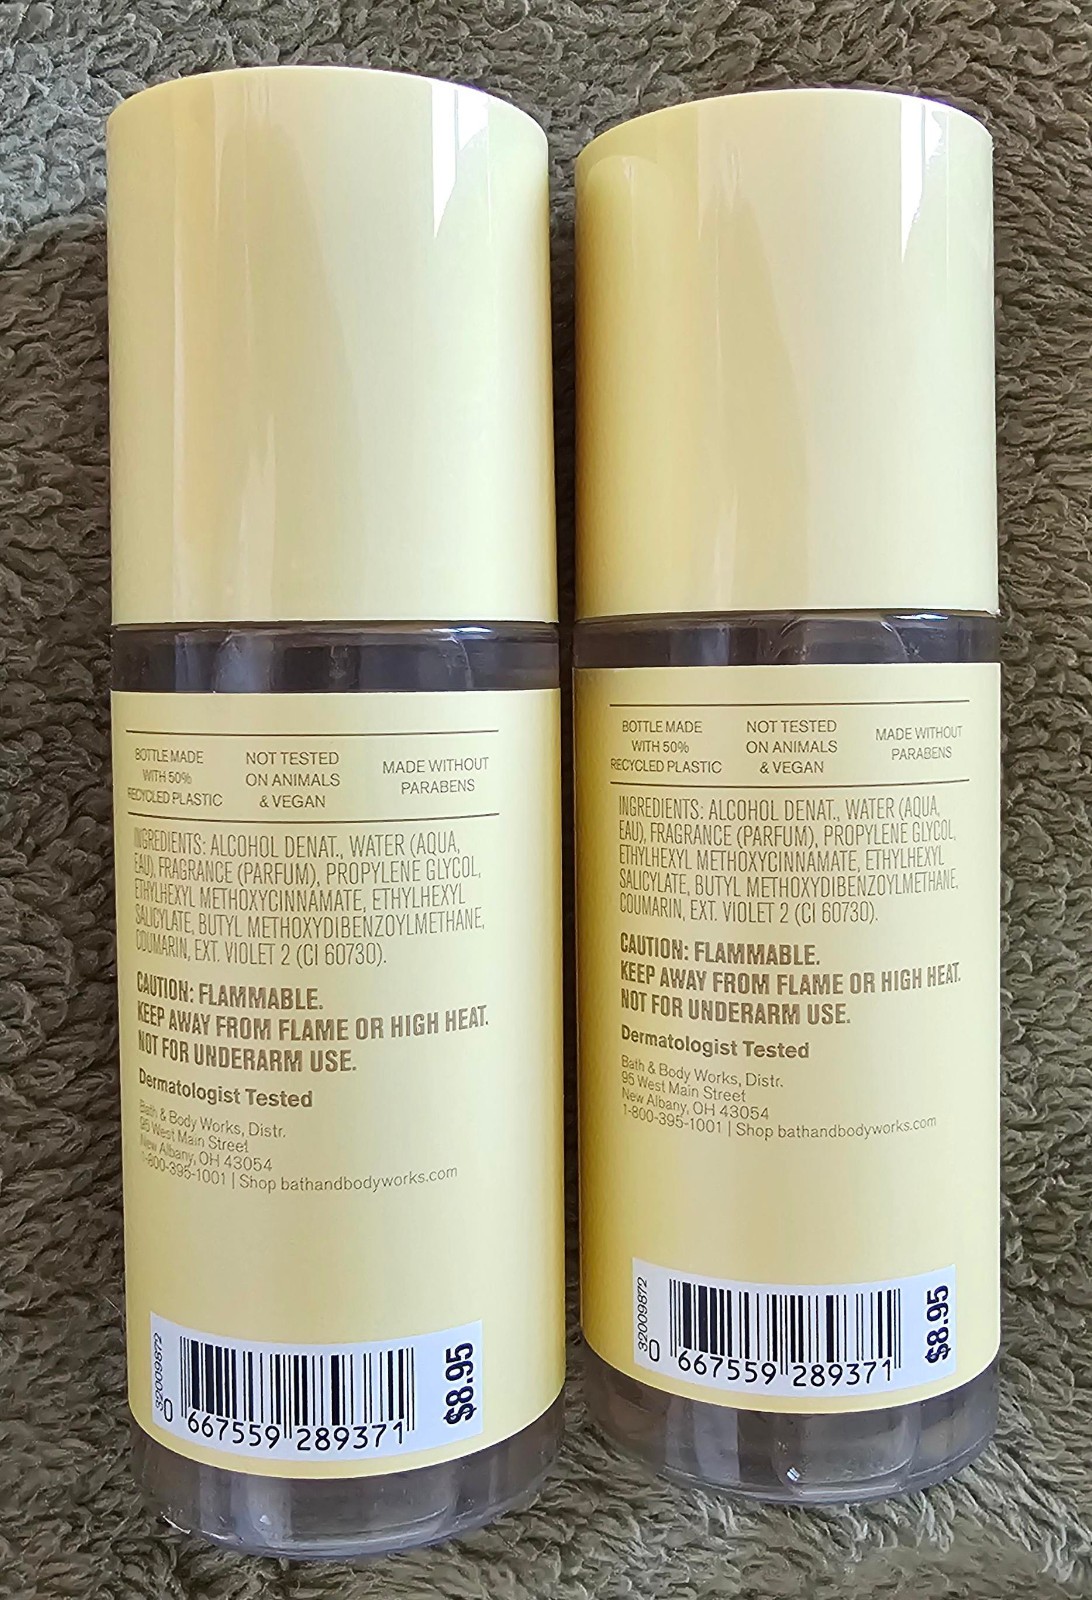 BOTTLE MADE
WITH 50%
RECYCLED PLASTIC
NOT TESTED
ON ANIMALS
& VEGAN
MADE WITHOUT
PARABENS
INGREDIENTS: ALCOHOL DENAT., WATER (AQUA,
EAU), FRAGRANCE (PARFUM), PROPYLENE GLYCOL,
ETHYLHEXYL METHOXYCINNAMATE, ETHYLHEXYL
SALICYLATE, BUTYL METHOXYDIBENZOYLMETHANE,
COUMARIN, EXT. VIOLET 2 (CI 60730).
CAUTION: FLAMMABLE.
KEEP AWAY FROM FLAME OR HIGH HEAT.
NOT FOR UNDERARM USE.
Dermatologist Tested
Bath & Body Works, Distr.
95 West Main Street
New Albany, OH 43054
1-800-395-1001 | Shop bathandbodyworks.com
32009872
0 667559 289371
$8.95
BOTTLE MADE
WITH 50%
RECYCLED PLASTIC
NOT TESTED
ON ANIMALS
& VEGAN
MADE WITHOUT
PARABENS
INGREDIENTS: ALCOHOL DENAT., WATER (AQUA,
EAU), FRAGRANCE (PARFUM), PROPYLENE GLYCOL,
ETHYLHEXYL METHOXYCINNAMATE, ETHYLHEXYL
SALICYLATE, BUTYL METHOXYDIBENZOYLMETHANE,
COUMARIN, EXT. VIOLET 2 (CI 60730).
CAUTION: FLAMMABLE.
KEEP AWAY FROM FLAME OR HIGH HEAT.
NOT FOR UNDERARM USE.
Dermatologist Tested
Bath & Body Works, Distr.
95 West Main Street
New Albany, OH 43054
1-800-395-1001 | Shop bathandbodyworks.com
32009872
0 667559 289371
$8.95